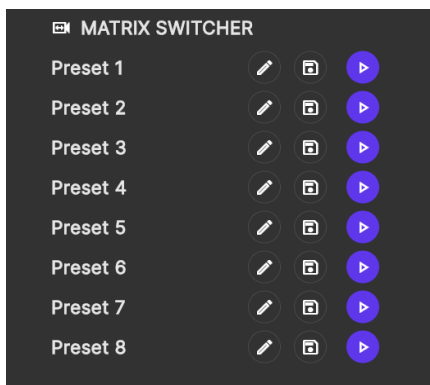 MATRIX SWITCHER
Preset 1
Preset 2
Preset 3
Preset 4
Preset 5
Preset 6
Preset 7
Preset 8